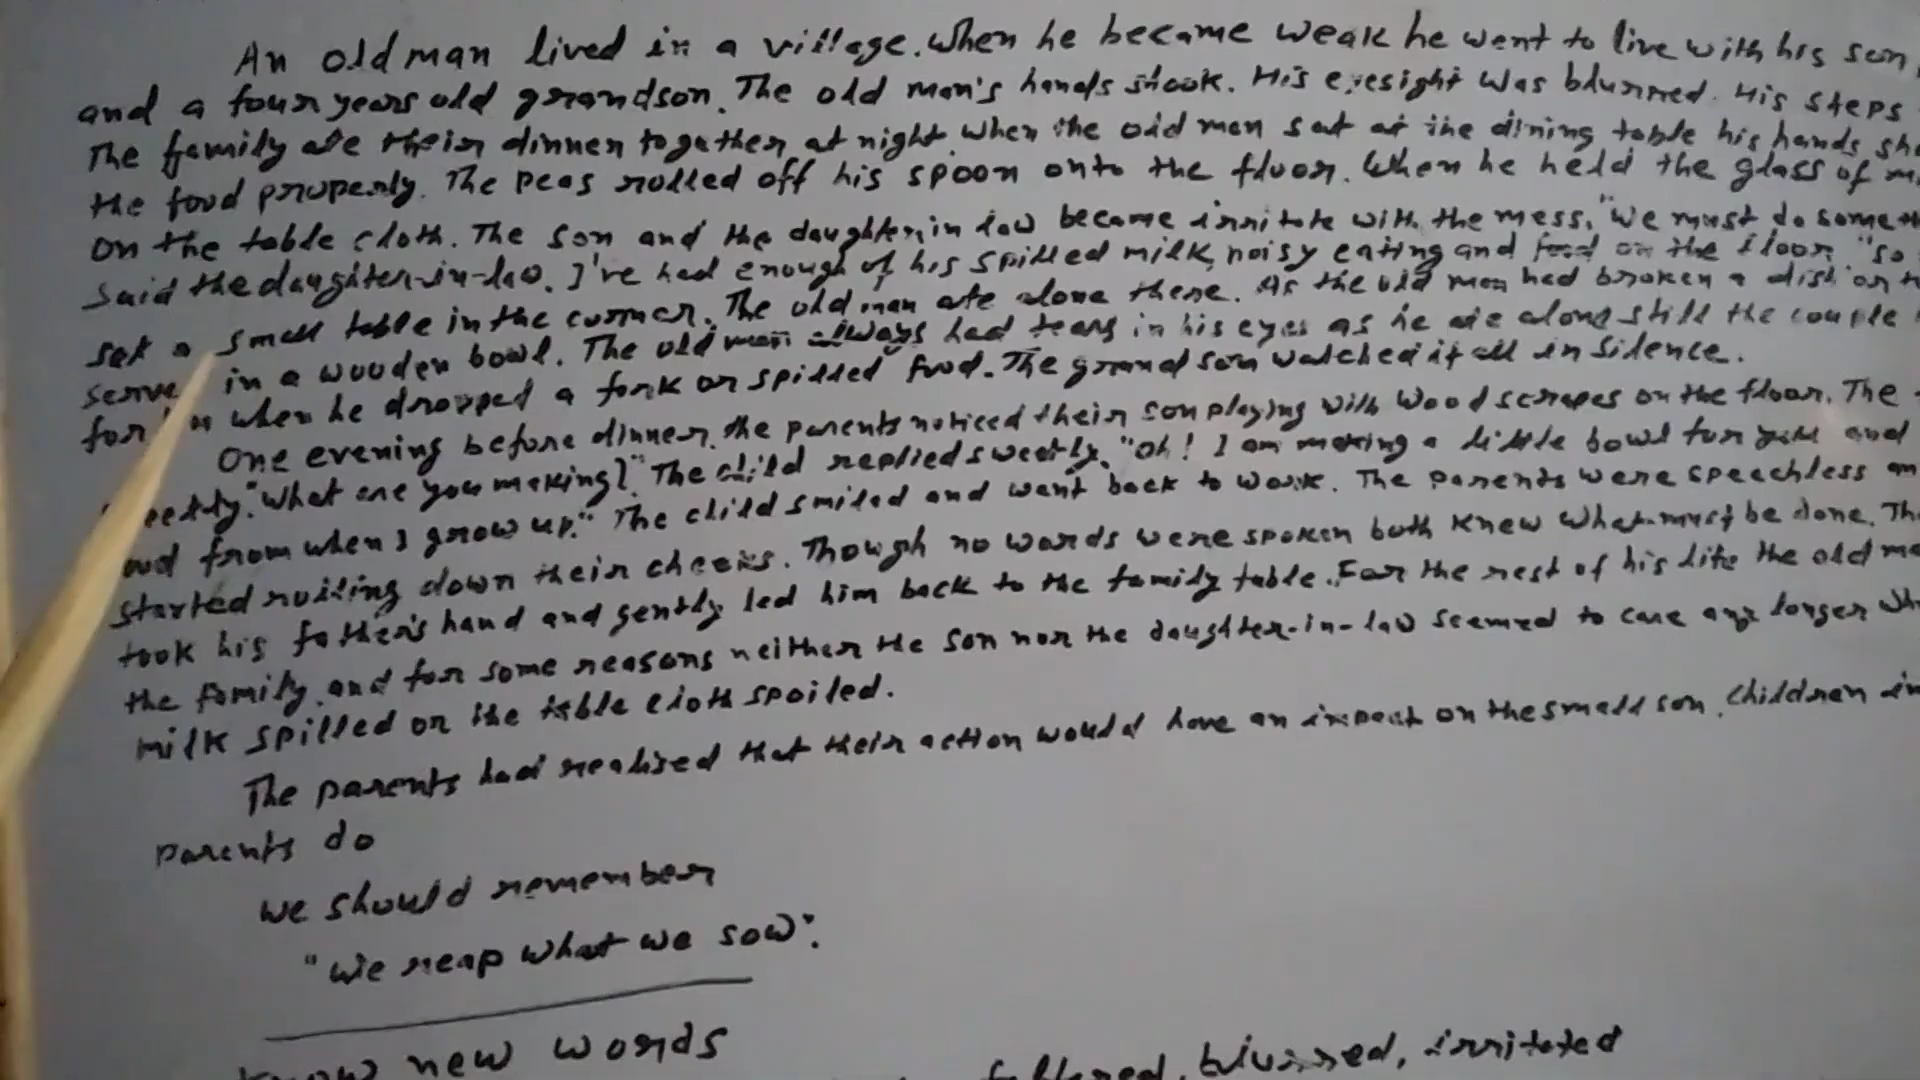 An old man lived in a village. When he became weak he went to live with his son
and a four years old grandson. The old man's hands shook. His eyesight was blurred. His steps
The family ate their dinner together at night. When the old man sat at the dining table his hands
the food properly. The peas rolled off his spoon onto the floor. When he held the glass of
on the table cloth. The son and the daughter in law became irritate with the mess. "We must do
said the daughter-in-law. I've had enough of his spilled milk, noisy eating and food on the floor. "So
set a small table in the corner. The old man ate alone there. As the old man had broken a dish or
serve in a wooden bowl. The old man always had tears in his eyes as he ate alone still the couple
for when he dropped a fork or spilled food. The grand son watched it all in silence.
One evening before dinner, the parents noticed their son playing with wood scrapes on the floor. The
"What are you making?" The child replied sweetly, "Oh! I am making a little bowl for you and
food from when I grow up." The child smiled and want back to work. The parents were speechless
started rolling down their cheeks. Though no words were spoken both knew what must be done. The
took his father's hand and gently led him back to the family table. For the rest of his life the old
the family, and for some reasons neither the son nor the daughter-in-law seemed to care any longer
milk spilled or the table cloth spoiled.
The parents had realised that their action would have an impact on the small son. Children
parents do
we should remember
"We reap what we sow".
new words
blurred, irritated